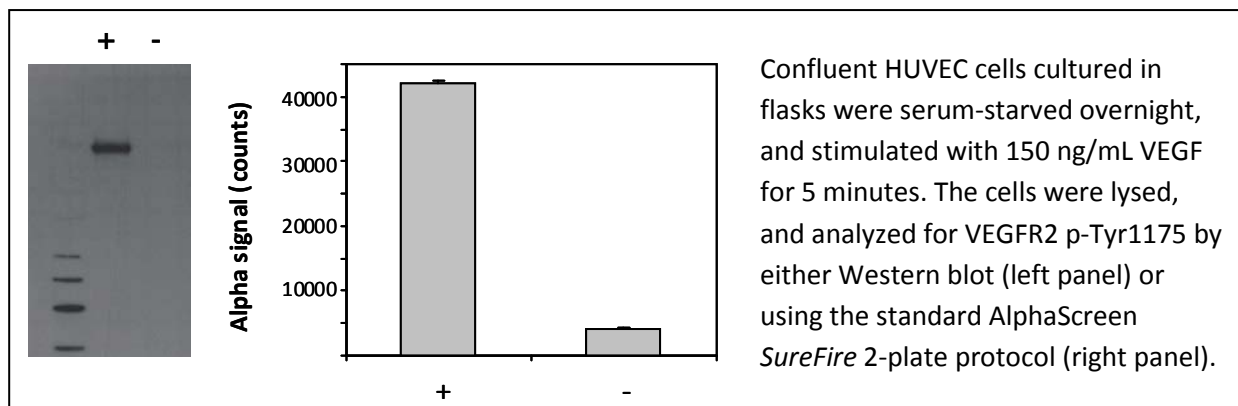 + -
Alpha signal (counts)
40000
30000
20000
10000
+ -
Confluent HUVEC cells cultured in
flasks were serum-starved overnight,
and stimulated with 150 ng/mL VEGF
for 5 minutes. The cells were lysed,
and analyzed for VEGFR2 p-Tyr1175 by
either Western blot (left panel) or
using the standard AlphaScreen
SureFire 2-plate protocol (right panel).